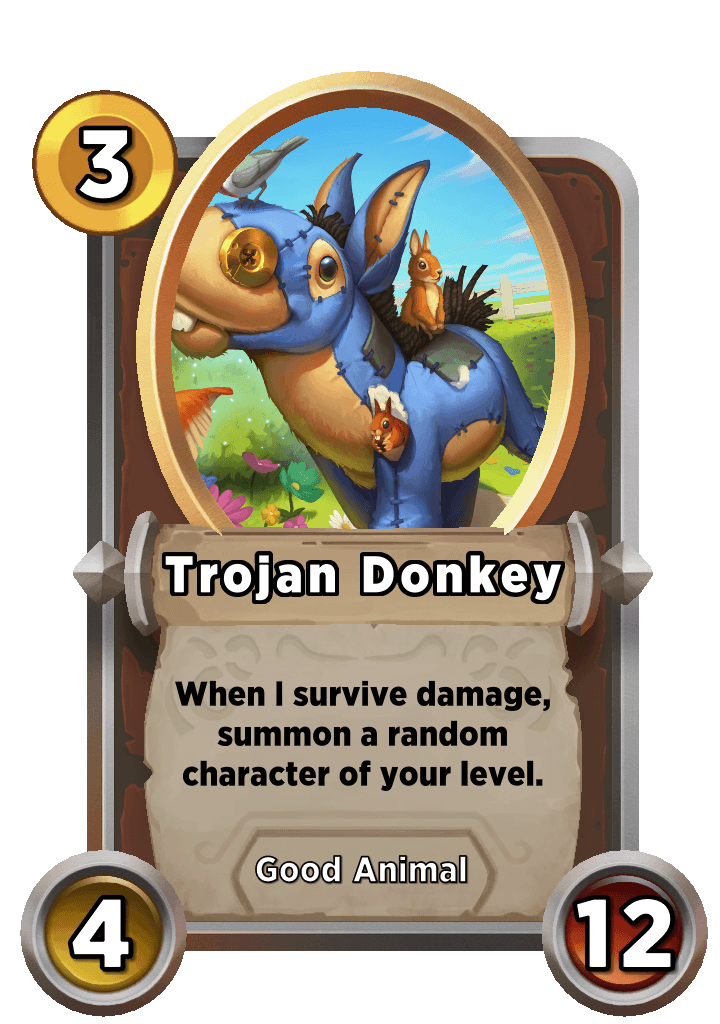 3
Trojan Donkey
When I survive damage,
summon a random
character of your level.
Good Animal
4
12